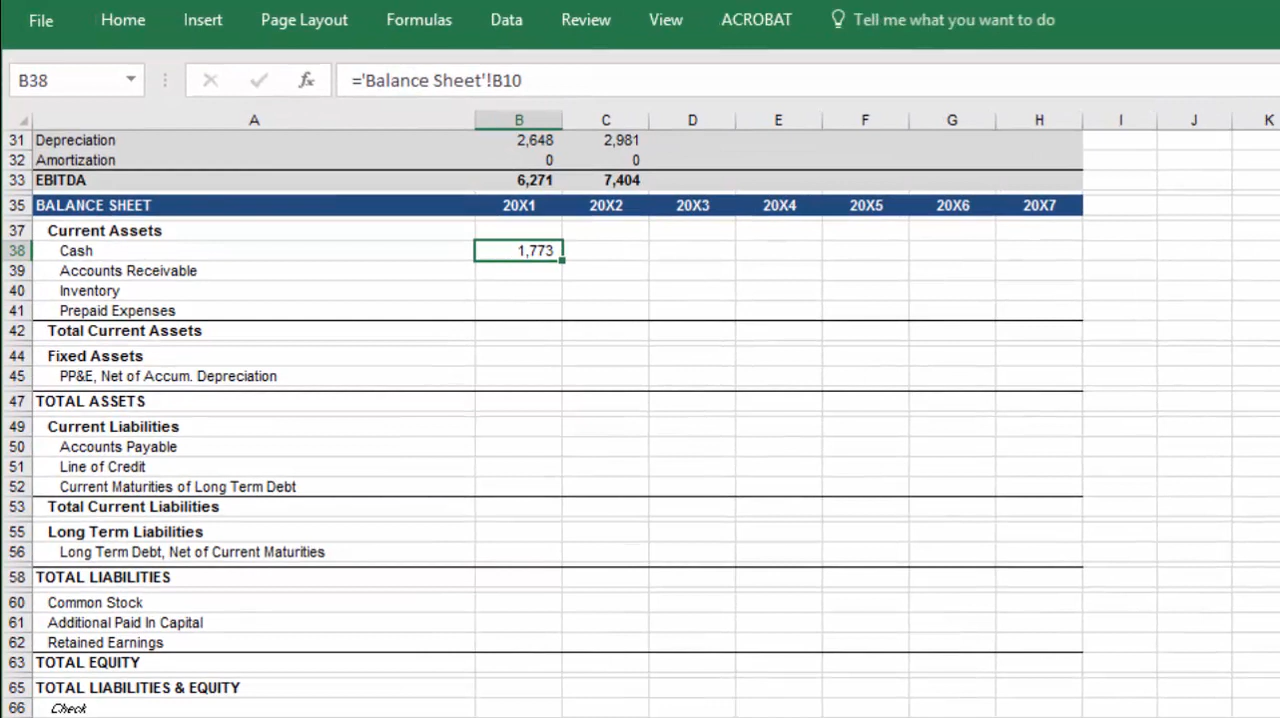 File Home Insert Page Layout Formulas Data Review View ACROBAT Tell me what you want to do
B38 fx ='Balance Sheet'!B10
A B C D E F G H I J K
31 Depreciation 2,648 2,981
32 Amortization 0 0
33 EBITDA 6,271 7,404
35 BALANCE SHEET 20X1 20X2 20X3 20X4 20X5 20X6 20X7
37 Current Assets
38 Cash 1,773
39 Accounts Receivable
40 Inventory
41 Prepaid Expenses
42 Total Current Assets
44 Fixed Assets
45 PP&E, Net of Accum. Depreciation
47 TOTAL ASSETS
49 Current Liabilities
50 Accounts Payable
51 Line of Credit
52 Current Maturities of Long Term Debt
53 Total Current Liabilities
55 Long Term Liabilities
56 Long Term Debt, Net of Current Maturities
58 TOTAL LIABILITIES
60 Common Stock
61 Additional Paid In Capital
62 Retained Earnings
63 TOTAL EQUITY
65 TOTAL LIABILITIES & EQUITY
66 Check